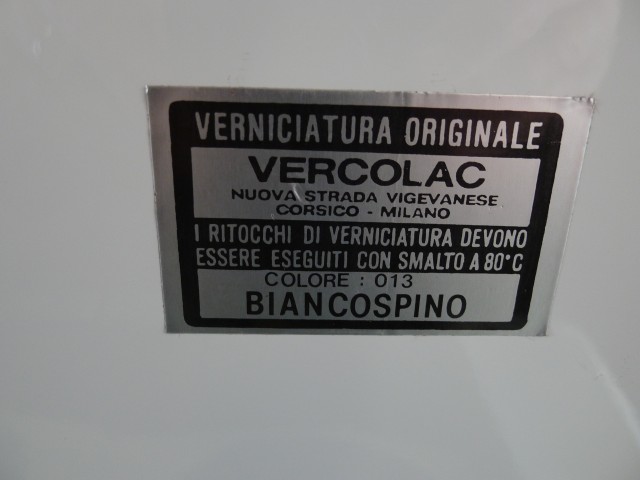 VERNICIATURA ORIGINALE
VERCOLAC
NUOVA STRADA VIGEVANESE
CORSICO - MILANO
I RITOCCHI DI VERNICIATURA DEVONO
ESSERE ESEGUITI CON SMALTO A 80°C
COLORE : 013
BIANCOSPINO